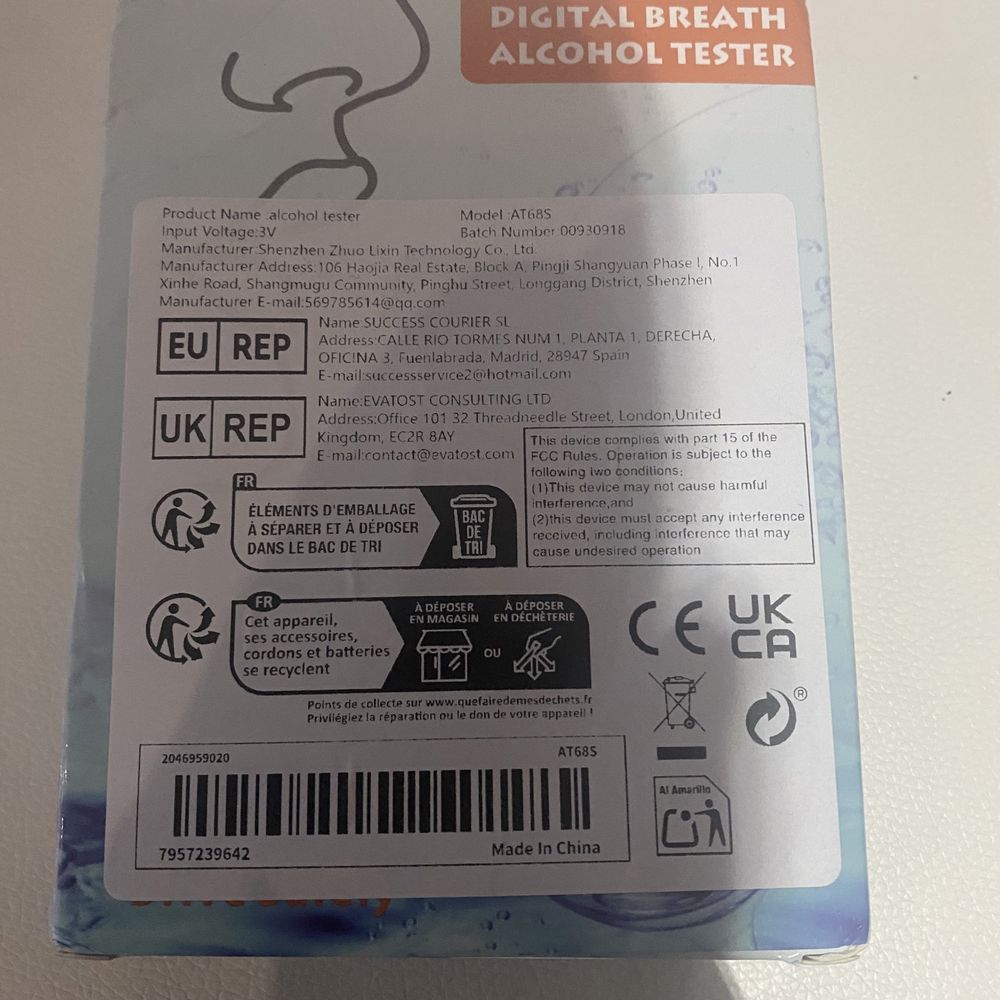 DIGITAL BREATH
ALCOHOL TESTER
Product Name :alcohol tester
Model :AT68S
Input Voltage:3V
Batch Number:00930918
Manufacturer:Shenzhen Zhuo Lixin Technology Co., Ltd.
Manufacturer Address:106 Haojia Real Estate, Block A, Pingji Shangyuan Phase I, No.1
Xinhe Road, Shangmugu Community, Pinghu Street, Longgang District, Shenzhen
Manufacturer E-mail:569785614@qq.com
EU REP
Name:SUCCESS COURIER SL
Address:CALLE RIO TORMES NUM 1, PLANTA 1, DERECHA,
OFICINA 3, Fuenlabrada, Madrid, 28947 Spain
E-mail:successservice2@hotmail.com
UK REP
Name:EVATOST CONSULTING LTD
Address:Office 101 32 Threadneedle Street, London,United
Kingdom, EC2R 8AY
E-mail:contact@evatost.com
This device complies with part 15 of the
FCC Rules. Operation is subject to the
following two conditions:
(1)This device may not cause harmful
interference,and
(2)this device must accept any interference
received, including interference that may
cause undesired operation
FR
ÉLÉMENTS D'EMBALLAGE
À SÉPARER ET À DÉPOSER
DANS LE BAC DE TRI
BAC
DE
TRI
FR
Cet appareil,
ses accessoires,
cordons et batteries
se recyclent
À DÉPOSER
EN MAGASIN
OU
À DÉPOSER
EN DÉCHÈTERIE
Points de collecte sur www.quefairedemesdechets.fr
Privilégiez la réparation ou le don de votre appareil !
CE
UK
CA
®
Al Amarillo
2046959020
AT68S
7957239642
Made In China